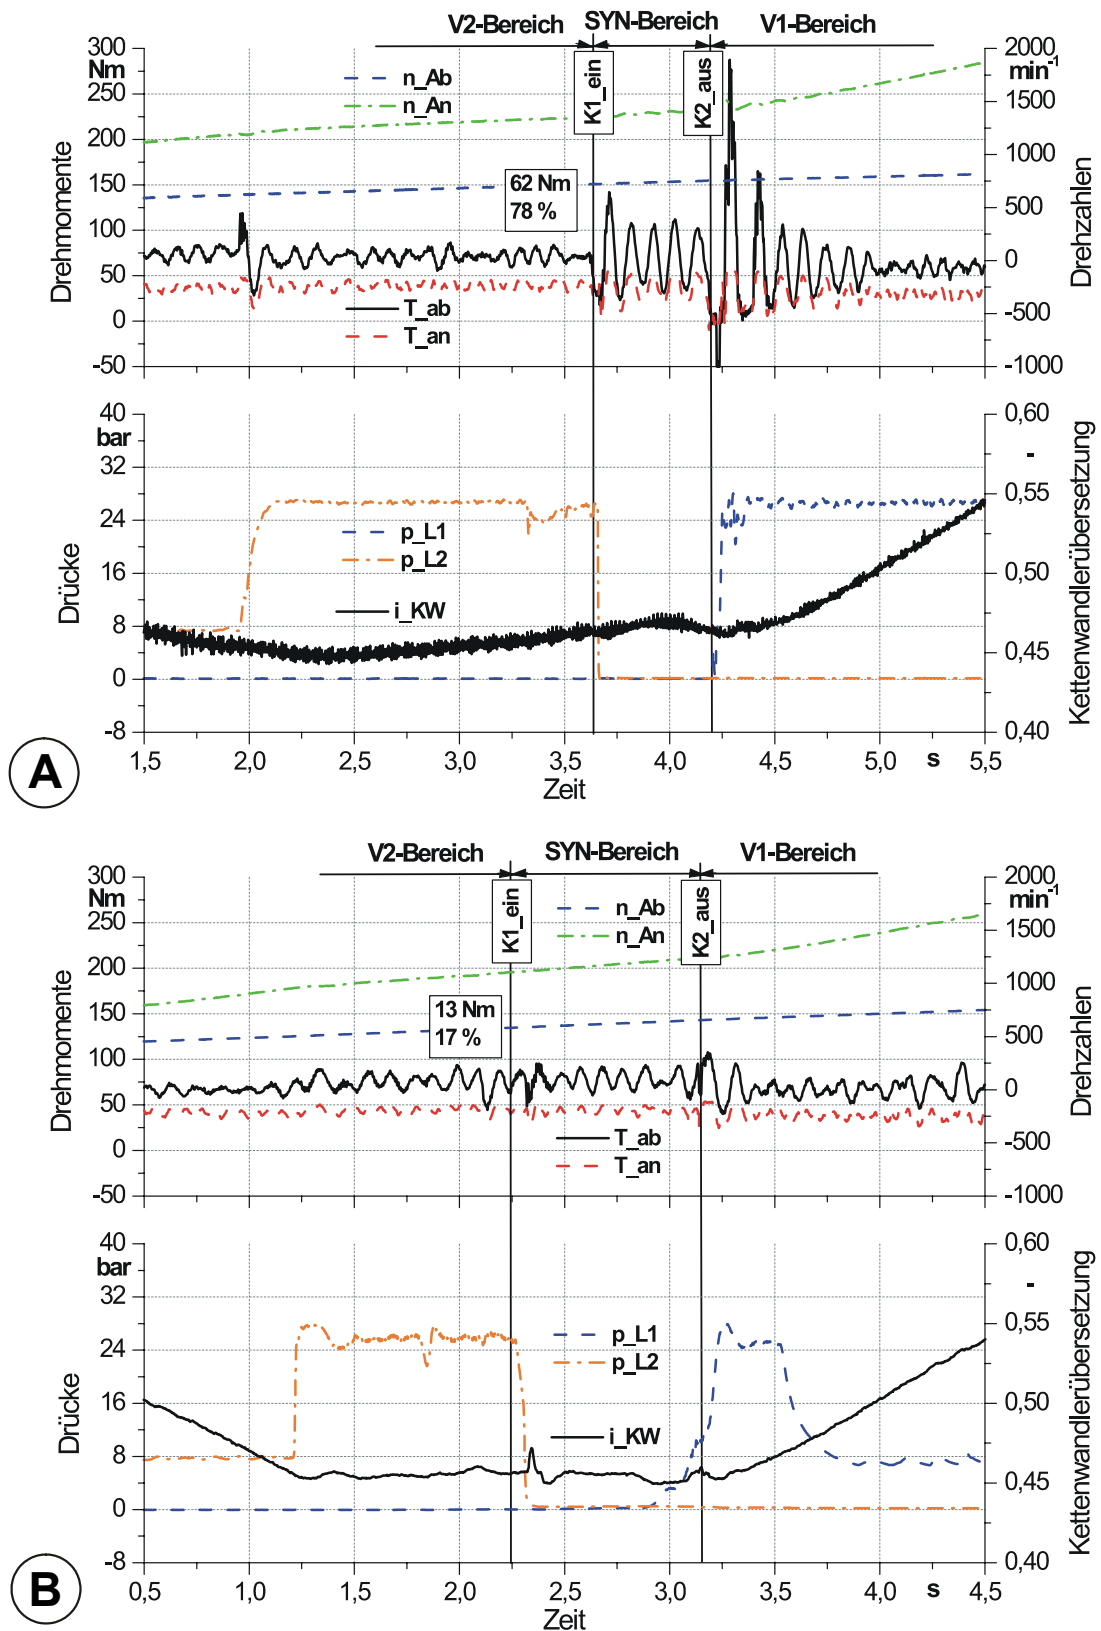 V2-Bereich SYN-Bereich V1-Bereich
300 2000
Nm min-1
250 1500
200 1000
150 500
100 0
50 -500
0
-50 -1000
Drehmomente
Drehzahlen
n_Ab
n_An
K1_ein
K2_aus
62 Nm
78 %
T_ab
T_an
40 0,60
bar -
32
24 0,55
16 0,50
8 0,45
0
-8 0,40
Drücke
Kettenwandlerübersetzung
p_L1
p_L2
i_KW
1,5 2,0 2,5 3,0 3,5 4,0 4,5 5,0 s 5,5
Zeit
A
V2-Bereich SYN-Bereich V1-Bereich
300 2000
Nm min-1
250 1500
200 1000
150 500
100 0
50 -500
0
-50 -1000
Drehmomente
Drehzahlen
K1_ein
K2_aus
n_Ab
n_An
13 Nm
17 %
T_ab
T_an
40 0,60
bar -
32
24 0,55
16 0,50
8 0,45
0
-8 0,40
Drücke
Kettenwandlerübersetzung
p_L1
p_L2
i_KW
0,5 1,0 1,5 2,0 2,5 3,0 3,5 4,0 s 4,5
Zeit
B